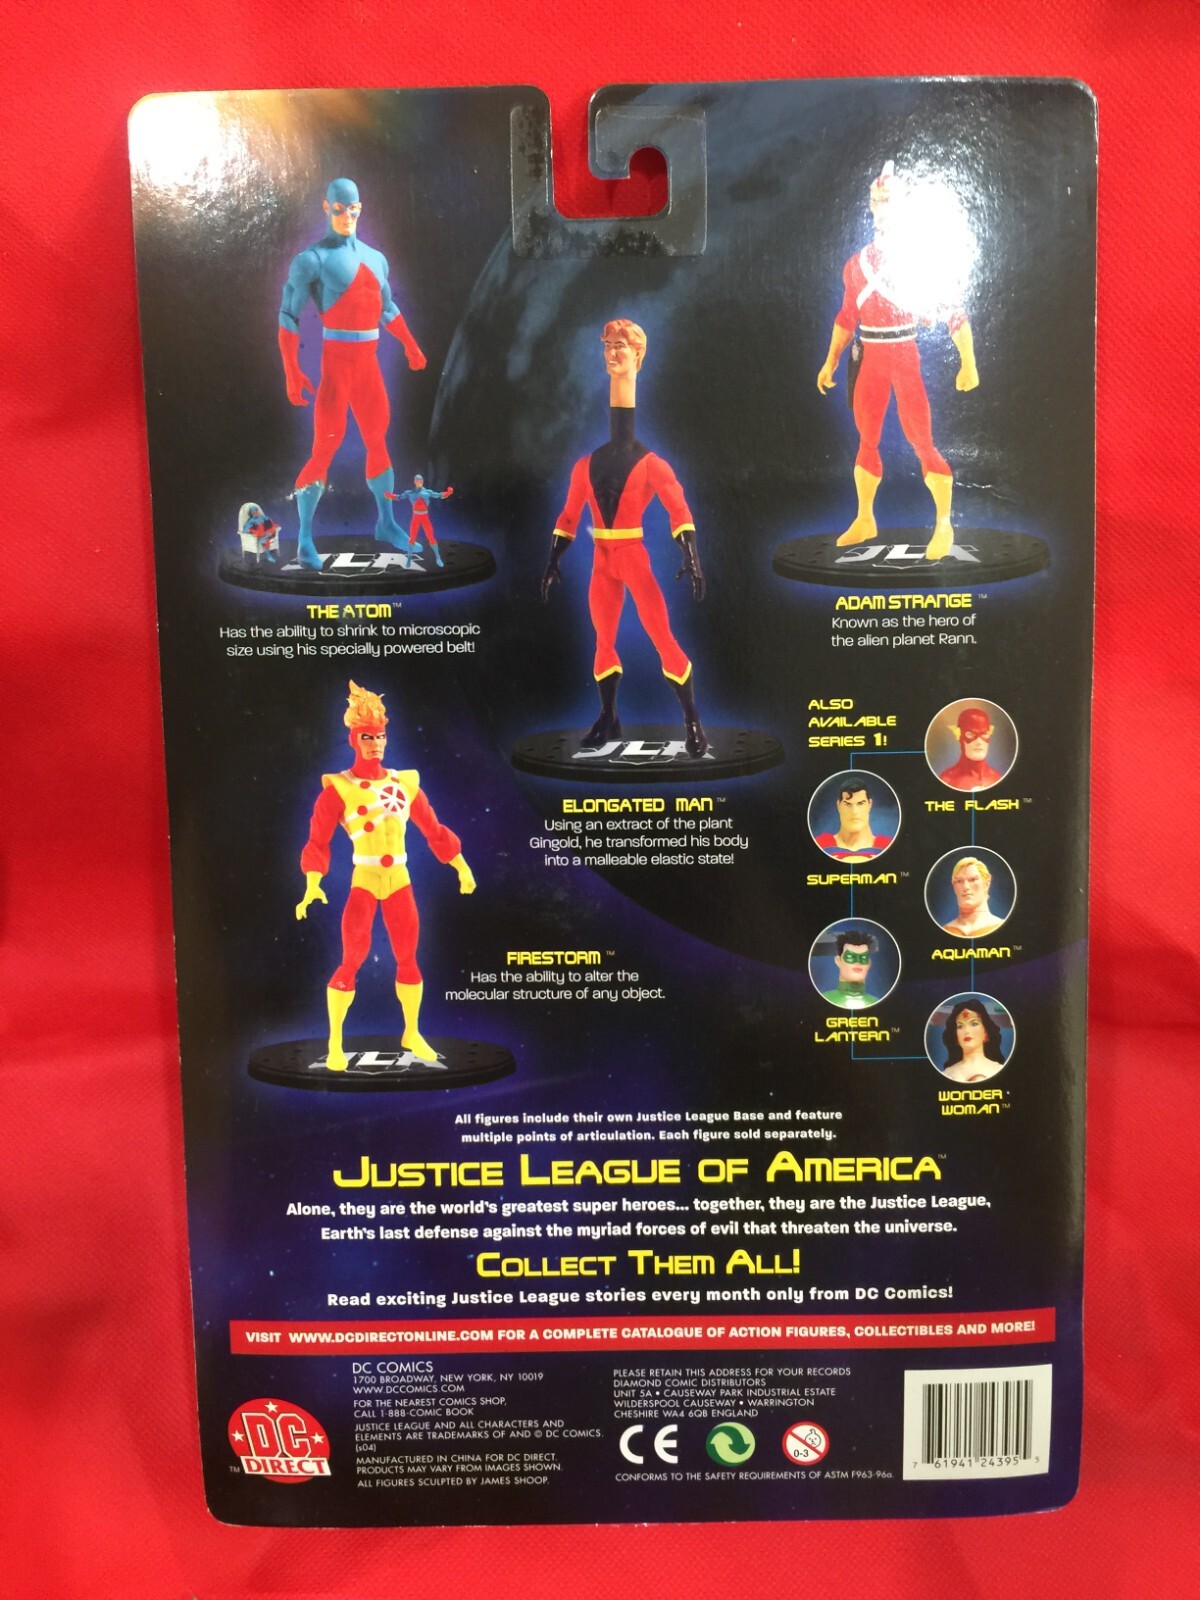 JLA
JLA
JLA
JLA
THE ATOM™
Has the ability to shrink to microscopic
size using his specially powered belt!
ADAM STRANGE™
Known as the hero of
the alien planet Rann.
ELONGATED MAN™
Using an extract of the plant
Gingold, he transformed his body
into a malleable elastic state!
FIRESTORM™
Has the ability to alter the
molecular structure of any object.
ALSO
AVAILABLE
SERIES 1!
THE FLASH™
SUPERMAN™
AQUAMAN™
GREEN
LANTERN™
WONDER
WOMAN™
All figures include their own Justice League Base and feature
multiple points of articulation. Each figure sold separately.
JUSTICE LEAGUE OF AMERICA™
Alone, they are the world's greatest super heroes... together, they are the Justice League,
Earth's last defense against the myriad forces of evil that threaten the universe.
COLLECT THEM ALL!
Read exciting Justice League stories every month only from DC Comics!
VISIT WWW.DCDIRECTONLINE.COM FOR A COMPLETE CATALOGUE OF ACTION FIGURES, COLLECTIBLES AND MORE!
DC
DIRECT
™
DC COMICS
1700 BROADWAY, NEW YORK, NY 10019
WWW.DCCOMICS.COM
FOR THE NEAREST COMICS SHOP,
CALL 1-888-COMIC BOOK
JUSTICE LEAGUE AND ALL CHARACTERS AND
ELEMENTS ARE TRADEMARKS OF AND © DC COMICS.
(s04)
MANUFACTURED IN CHINA FOR DC DIRECT.
PRODUCTS MAY VARY FROM IMAGES SHOWN.
ALL FIGURES SCULPTED BY JAMES SHOOP.
PLEASE RETAIN THIS ADDRESS FOR YOUR RECORDS
DIAMOND COMIC DISTRIBUTORS
UNIT 5A • CAUSEWAY PARK INDUSTRIAL ESTATE
WILDERSPOOL CAUSEWAY • WARRINGTON
CHESHIRE WA4 6QB ENGLAND
CE
0-3
CONFORMS TO THE SAFETY REQUIREMENTS OF ASTM F963-96a.
7 61941 24395 5